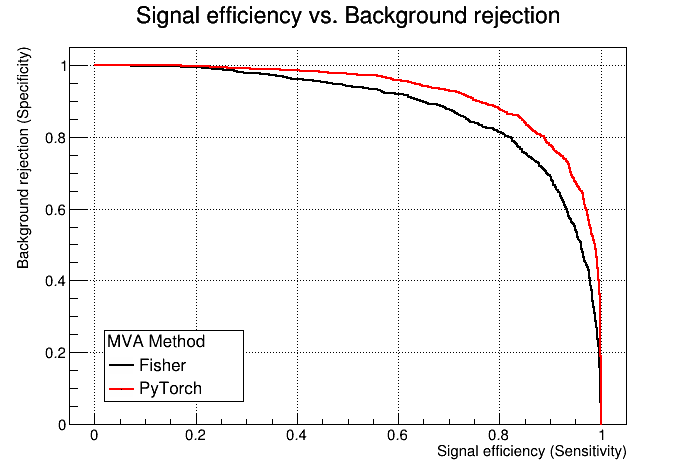 Signal efficiency vs. Background rejection
Background rejection (Specificity)
1
0.8
0.6
0.4
0.2
0
MVA Method
Fisher
PyTorch
0 0.2 0.4 0.6 0.8 1
Signal efficiency (Sensitivity)